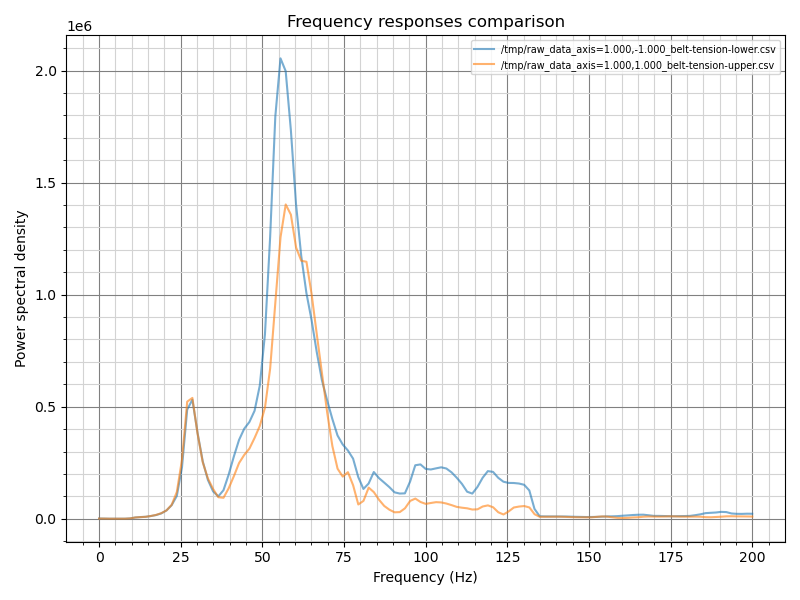 Frequency responses comparison
1e6
/tmp/raw_data_axis=1.000,-1.000_belt-tension-lower.csv
/tmp/raw_data_axis=1.000,1.000_belt-tension-upper.csv
Power spectral density
2.0
1.5
1.0
0.5
0.0
0 25 50 75 100 125 150 175 200
Frequency (Hz)